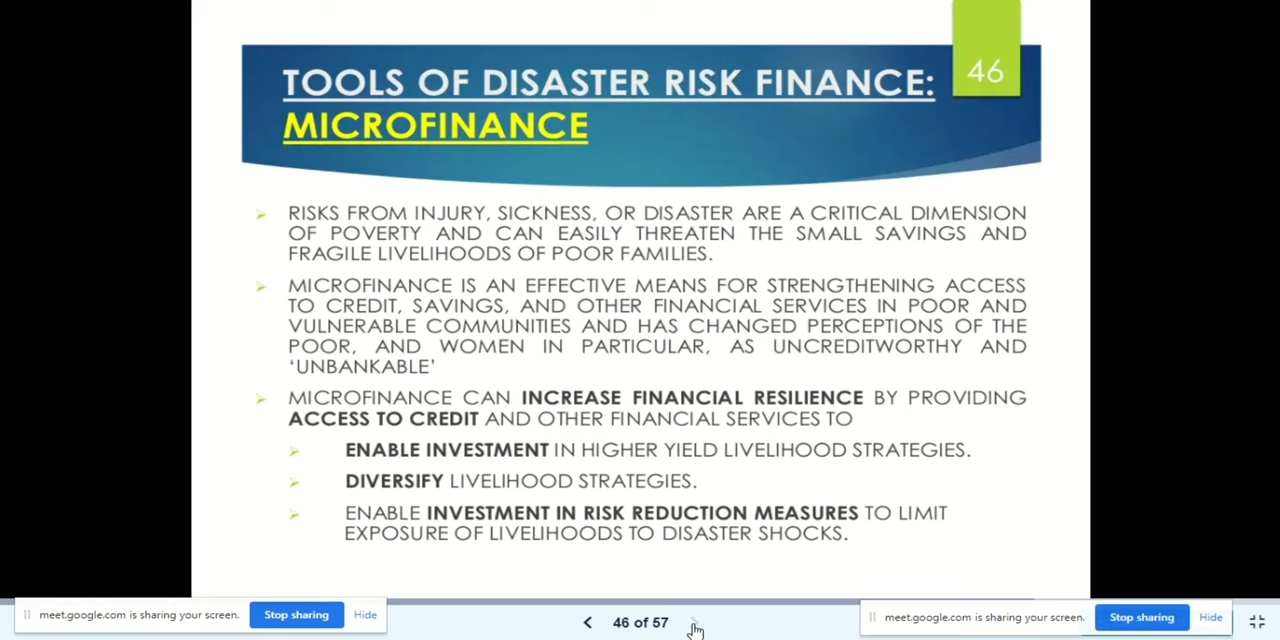 46
TOOLS OF DISASTER RISK FINANCE:
MICROFINANCE
RISKS FROM INJURY, SICKNESS, OR DISASTER ARE A CRITICAL DIMENSION
OF POVERTY AND CAN EASILY THREATEN THE SMALL SAVINGS AND
FRAGILE LIVELIHOODS OF POOR FAMILIES.
MICROFINANCE IS AN EFFECTIVE MEANS FOR STRENGTHENING ACCESS
TO CREDIT, SAVINGS, AND OTHER FINANCIAL SERVICES IN POOR AND
VULNERABLE COMMUNITIES AND HAS CHANGED PERCEPTIONS OF THE
POOR, AND WOMEN IN PARTICULAR, AS UNCREDITWORTHY AND
‘UNBANKABLE’
MICROFINANCE CAN INCREASE FINANCIAL RESILIENCE BY PROVIDING
ACCESS TO CREDIT AND OTHER FINANCIAL SERVICES TO
ENABLE INVESTMENT IN HIGHER YIELD LIVELIHOOD STRATEGIES.
DIVERSIFY LIVELIHOOD STRATEGIES.
ENABLE INVESTMENT IN RISK REDUCTION MEASURES TO LIMIT
EXPOSURE OF LIVELIHOODS TO DISASTER SHOCKS.
meet.google.com is sharing your screen. Stop sharing Hide
46 of 57
meet.google.com is sharing your screen. Stop sharing Hide